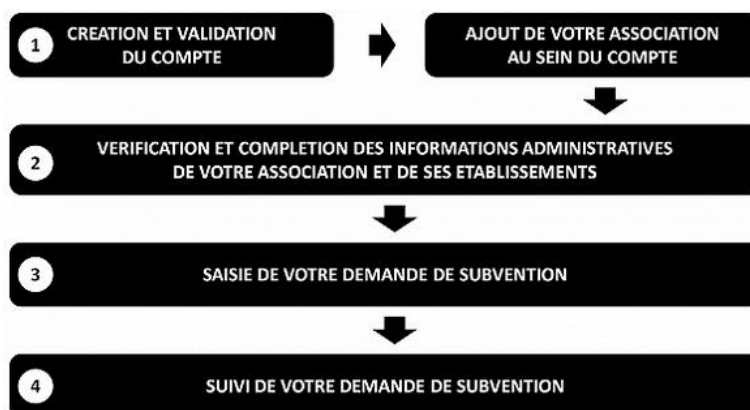 1
CREATION ET VALIDATION
DU COMPTE
AJOUT DE VOTRE ASSOCIATION
AU SEIN DU COMPTE
2
VERIFICATION ET COMPLETION DES INFORMATIONS ADMINISTRATIVES
DE VOTRE ASSOCIATION ET DE SES ETABLISSEMENTS
3
SAISIE DE VOTRE DEMANDE DE SUBVENTION
4
SUIVI DE VOTRE DEMANDE DE SUBVENTION